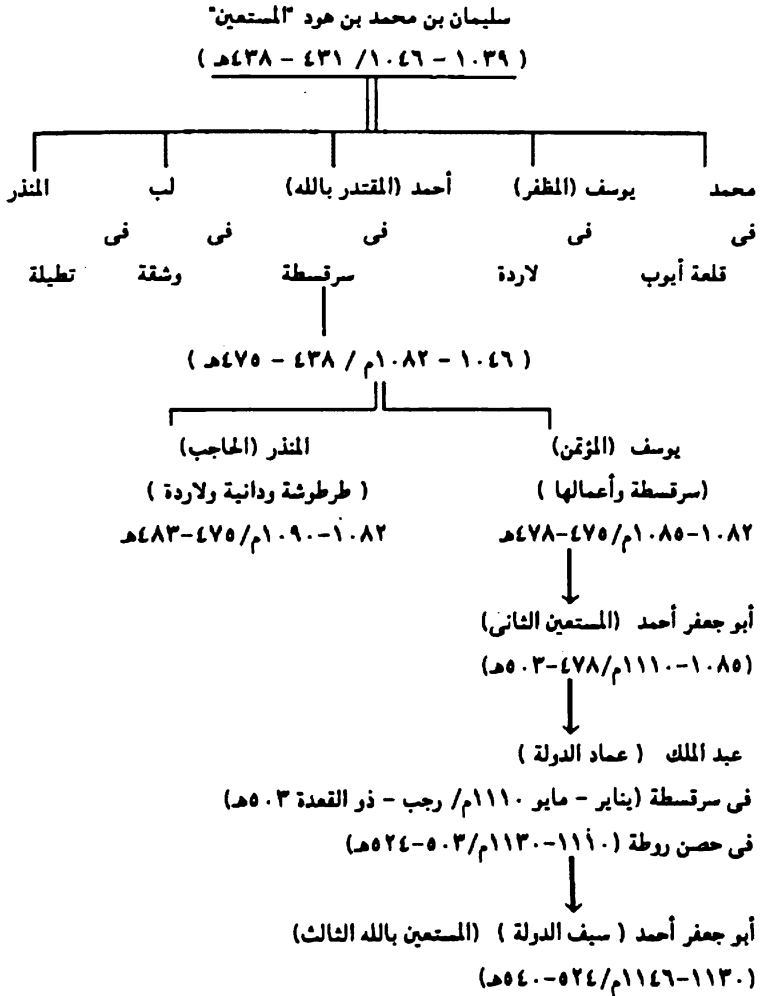 سليمان بن محمد بن هود "المستعين"
( ١٠٣٩ - ١٠٤٦ / ٤٣١ - ٤٣٨هـ )
محمد يوسف (المظفر) أحمد (المقتدر بالله) لب المنذر
فى فى فى فى فى
قلعة أيوب لاردة سرقسطة وشقة تطيلة
( ١٠٤٦ - ١٠٨٢م / ٤٣٨ - ٤٧٥هـ )
يوسف (المؤتمن) المنذر (الحاجب)
(سرقسطة وأعمالها ) ( طرطوشة ودانية ولاردة )
١٠٨٢-١٠٨٥م/٤٧٥-٤٧٨هـ ١٠٨٢-١٠٩٠م/٤٧٥-٤٨٣هـ
أبو جعفر أحمد (المستعين الثانى)
(١٠٨٥-١١١٠م/٤٧٨-٥٠٣هـ)
عبد الملك ( عماد الدولة )
فى سرقسطة (يناير - مايو ١١١٠م/ رجب - ذو القعدة ٥٠٣هـ)
فى حصن روطة (١١١٠-١١٣٠م/٥٠٣-٥٢٤هـ)
أبو جعفر أحمد ( سيف الدولة ) (المستعين بالله الثالث)
(١١٣٠-١١٤٦م/٥٢٤-٥٤٠هـ)